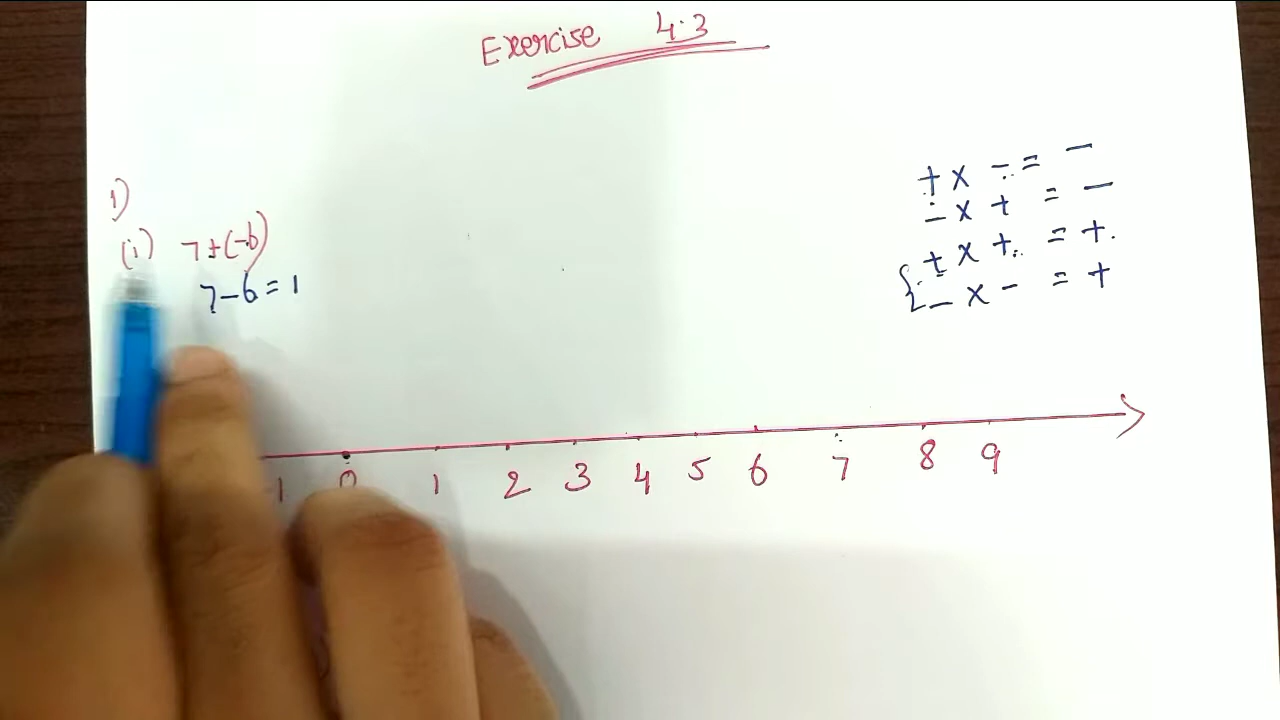 Exercise 4.3
+ x - = -
- x + = -
+ x + = +
{ - x - = +
1)
(i) 7+(-6)
7-6=1
-1 0 1 2 3 4 5 6 7 8 9